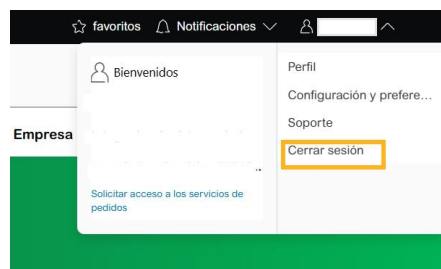 favoritos Notificaciones
Bienvenidos
Perfil
Configuración y prefere...
Soporte
Cerrar sesión
Empresa
Solicitar acceso a los servicios de
pedidos